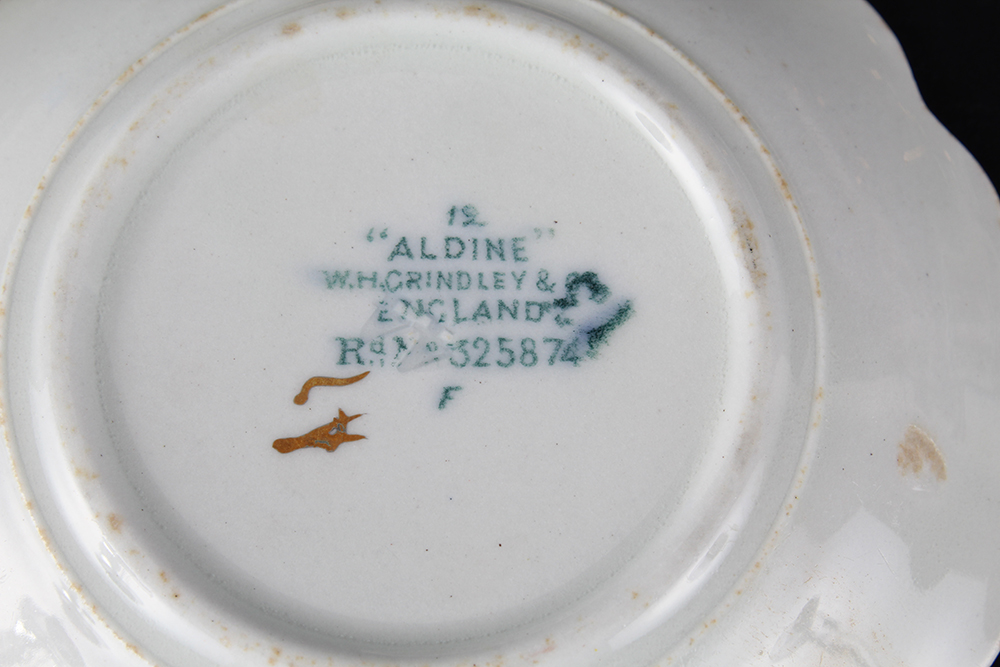 12
"ALDINE"
W.H.GRINDLEY &
ENGLAND
Rd. No 325874
F